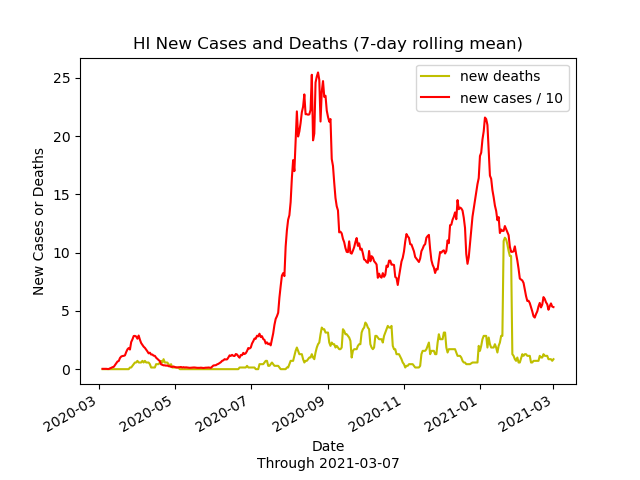 HI New Cases and Deaths (7-day rolling mean)
new deaths
new cases / 10
New Cases or Deaths
25
20
15
10
5
0
2020-03
2020-05
2020-07
2020-09
2020-11
2021-01
2021-03
Date
Through 2021-03-07